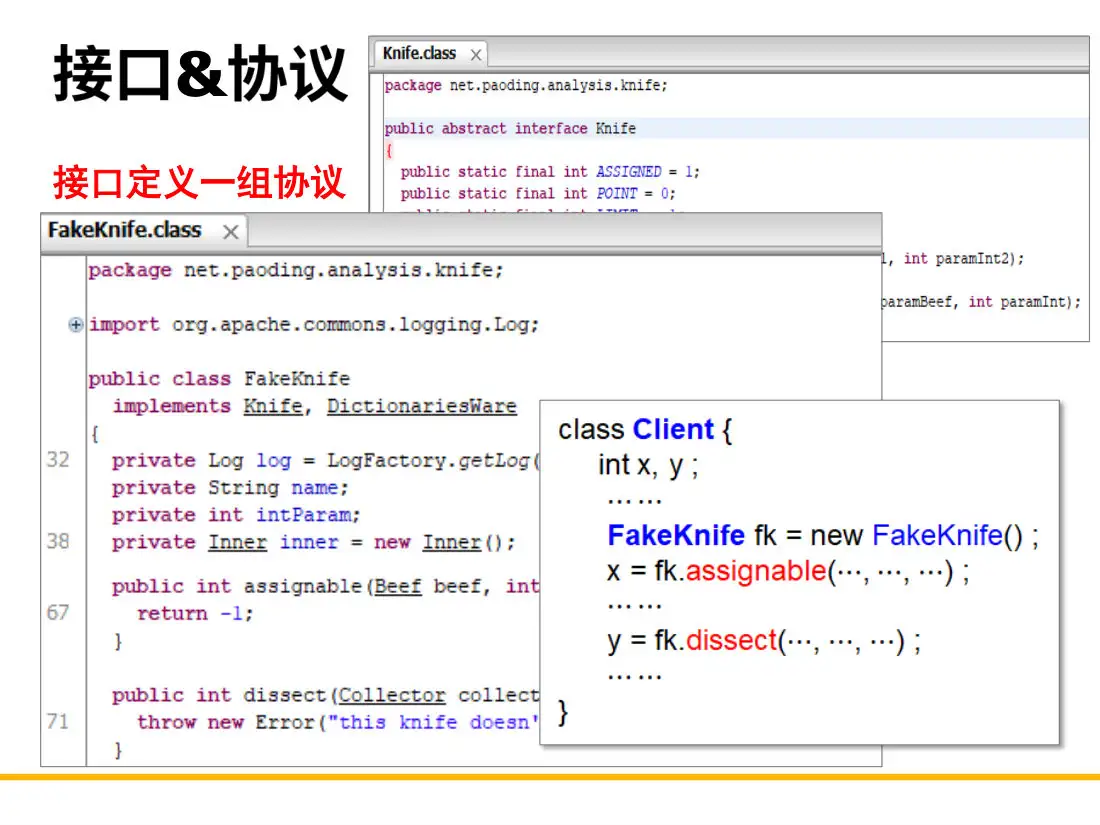 接口&协议
接口定义一组协议
Knife.class
package net.paoding.analysis.knife;
public abstract interface Knife
{
public static final int ASSIGNED = 1;
public static final int POINT = 0;
, int paramInt2);
paramBeef, int paramInt);
FakeKnife.class
package net.paoding.analysis.knife;
import org.apache.commons.logging.Log;
public class FakeKnife
implements Knife, DictionariesWare
{
32 private Log log = LogFactory.getLog(
private String name;
private int intParam;
38 private Inner inner = new Inner();
public int assignable(Beef beef, int
67 return -1;
}
public int dissect(Collector collect
71 throw new Error("this knife doesn'
}
class Client {
int x, y ;
……
FakeKnife fk = new FakeKnife() ;
x = fk.assignable(…, …, …) ;
……
y = fk.dissect(…, …, …) ;
……
}